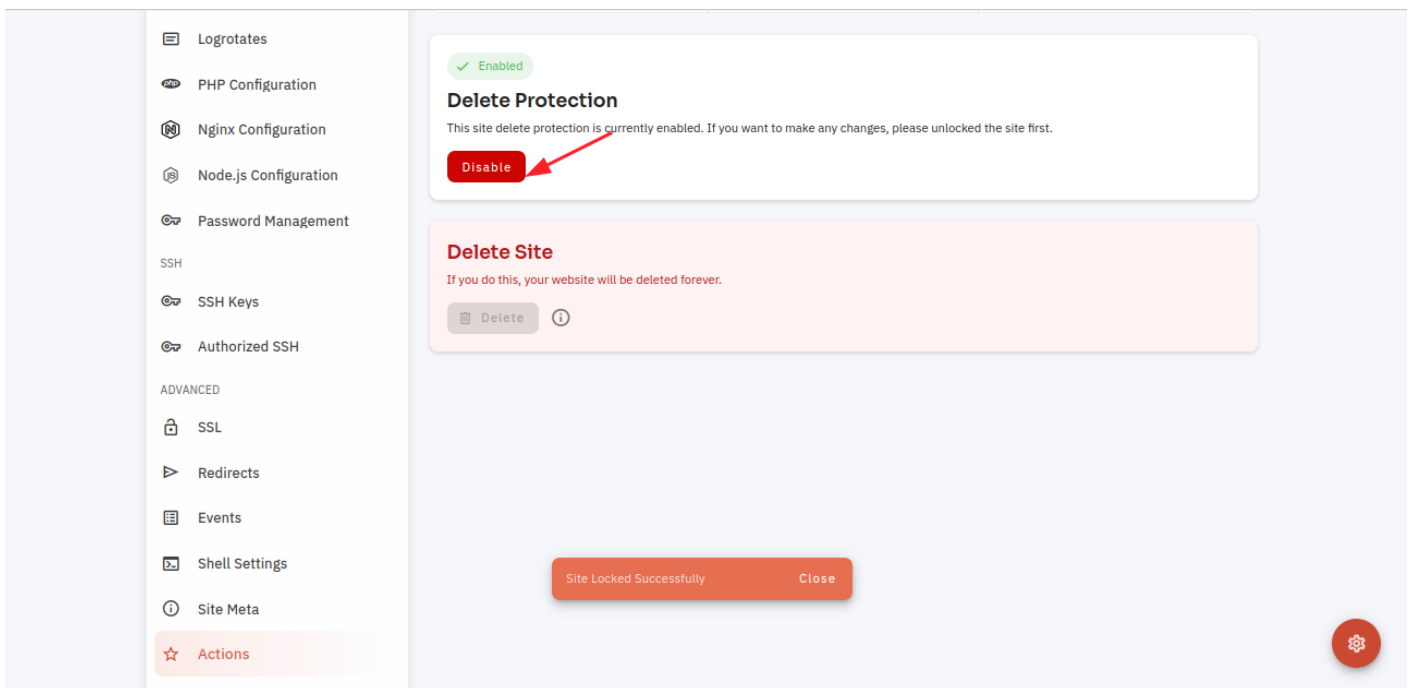 Logrotates
PHP Configuration
Nginx Configuration
Node.js Configuration
Password Management
SSH
SSH Keys
Authorized SSH
ADVANCED
SSL
Redirects
Events
Shell Settings
Site Meta
Actions
Enabled
Delete Protection
This site delete protection is currently enabled. If you want to make any changes, please unlocked the site first.
Disable
Delete Site
If you do this, your website will be deleted forever.
Delete
Site Locked Successfully Close